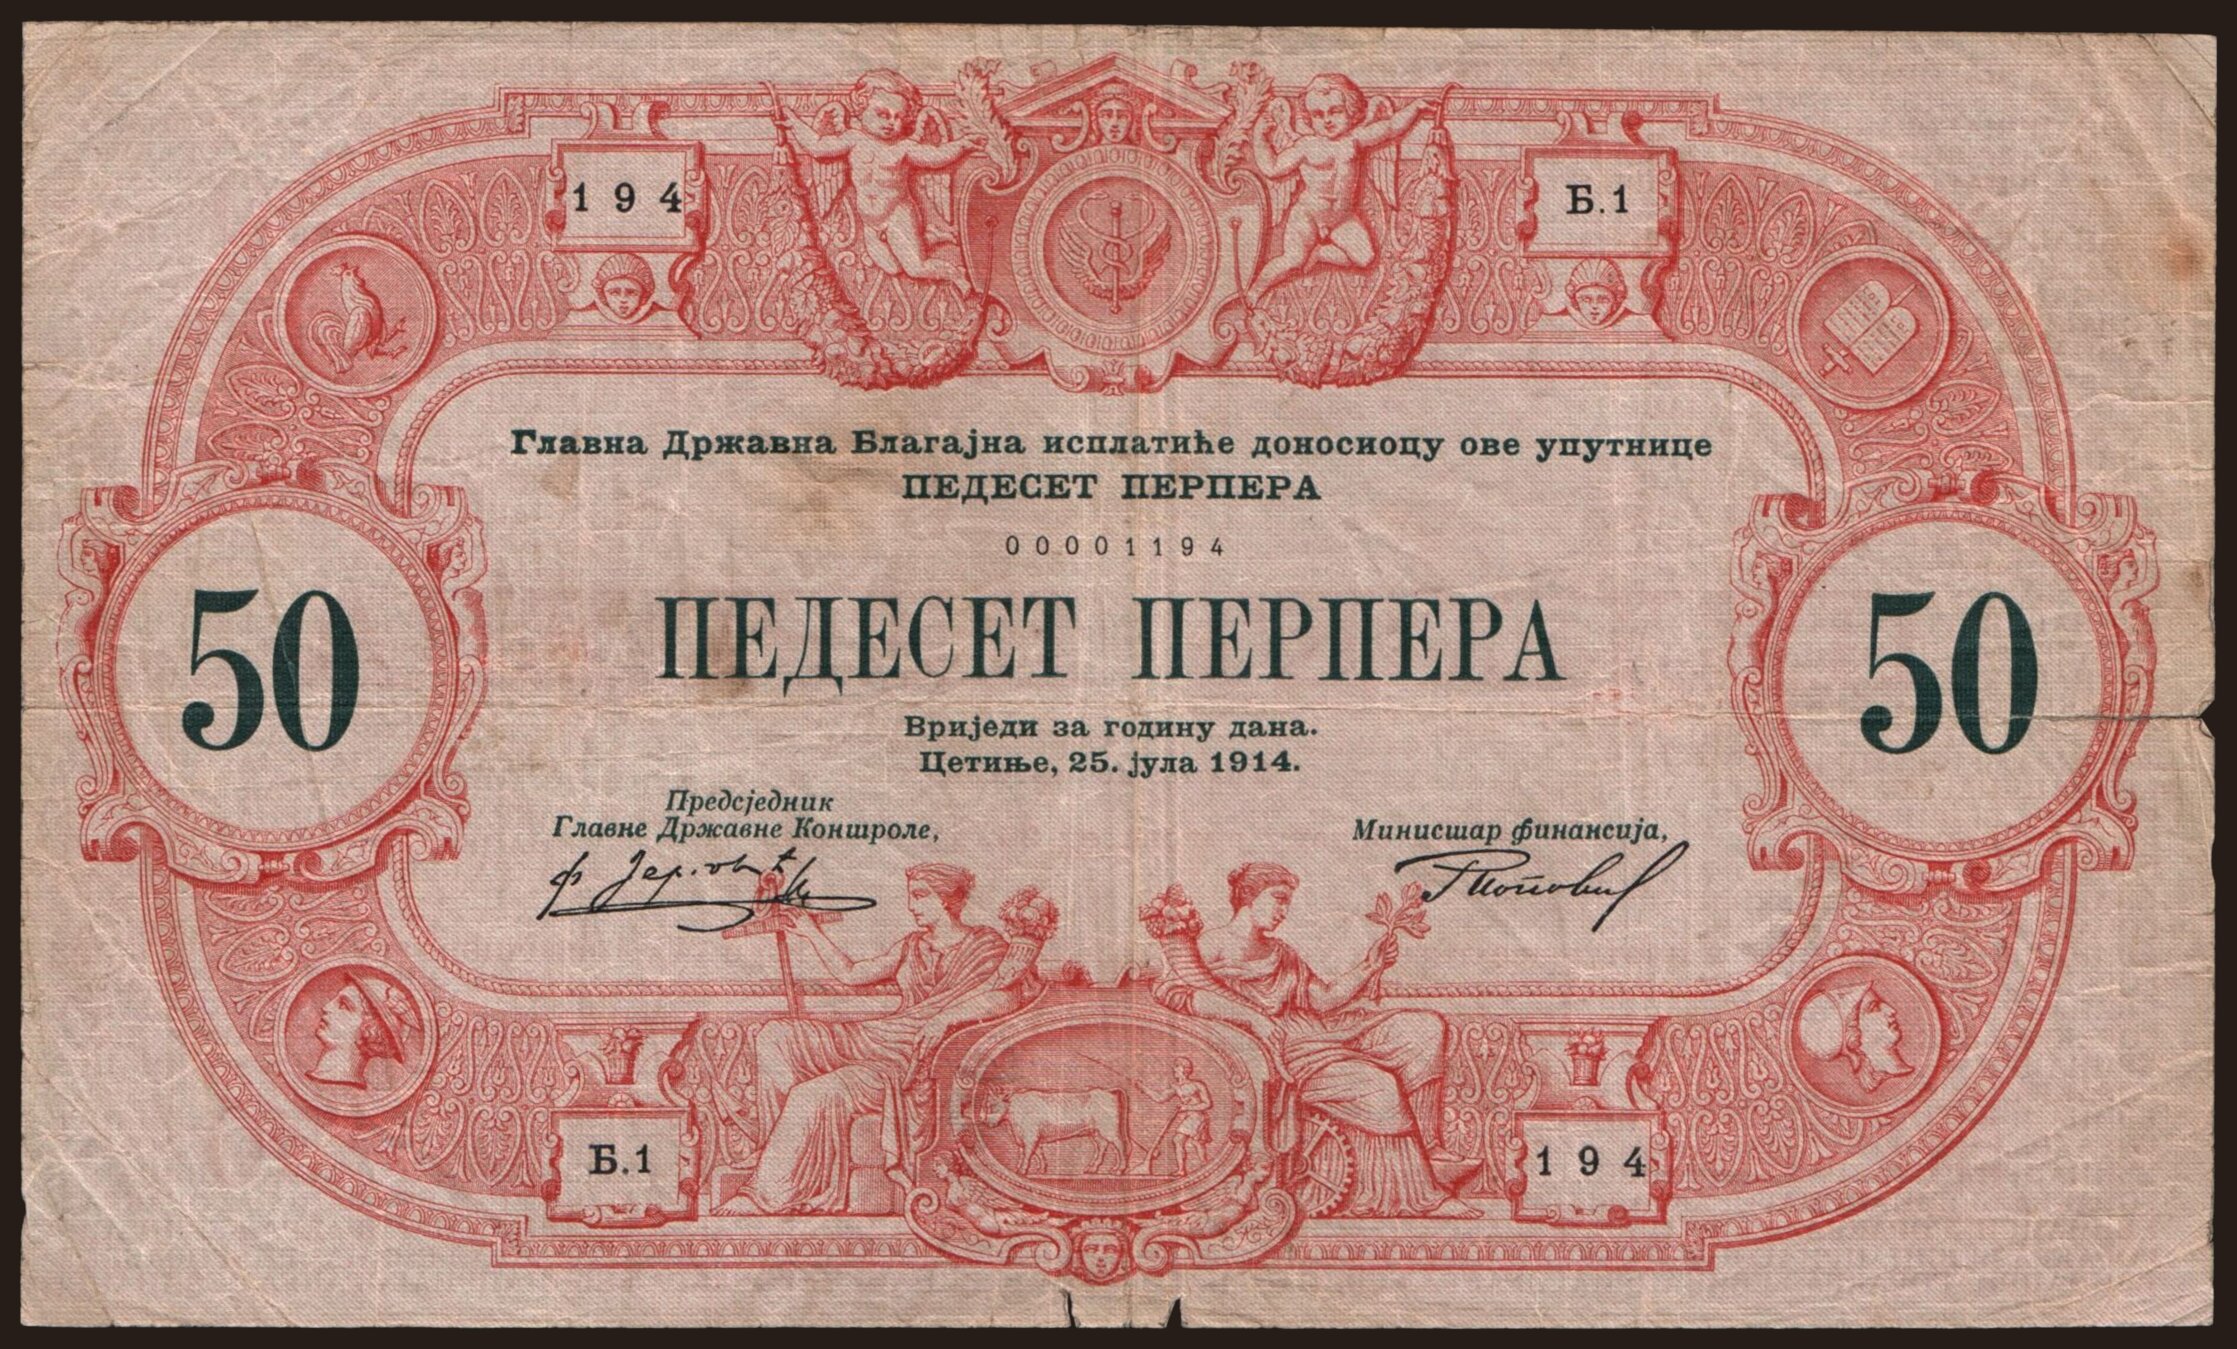 194
Б.1
Главна Државна Благајна исплатиће доносиоцу ове упутнице
ПЕДЕСЕТ ПЕРПЕРА
00001194
50
ПЕДЕСЕТ ПЕРПЕРА
50
Вриједи за годину дана.
Цетиње, 25. јула 1914.
Предсједник
Главне Државне Контроле,
Министар финансија,
Б.1
194